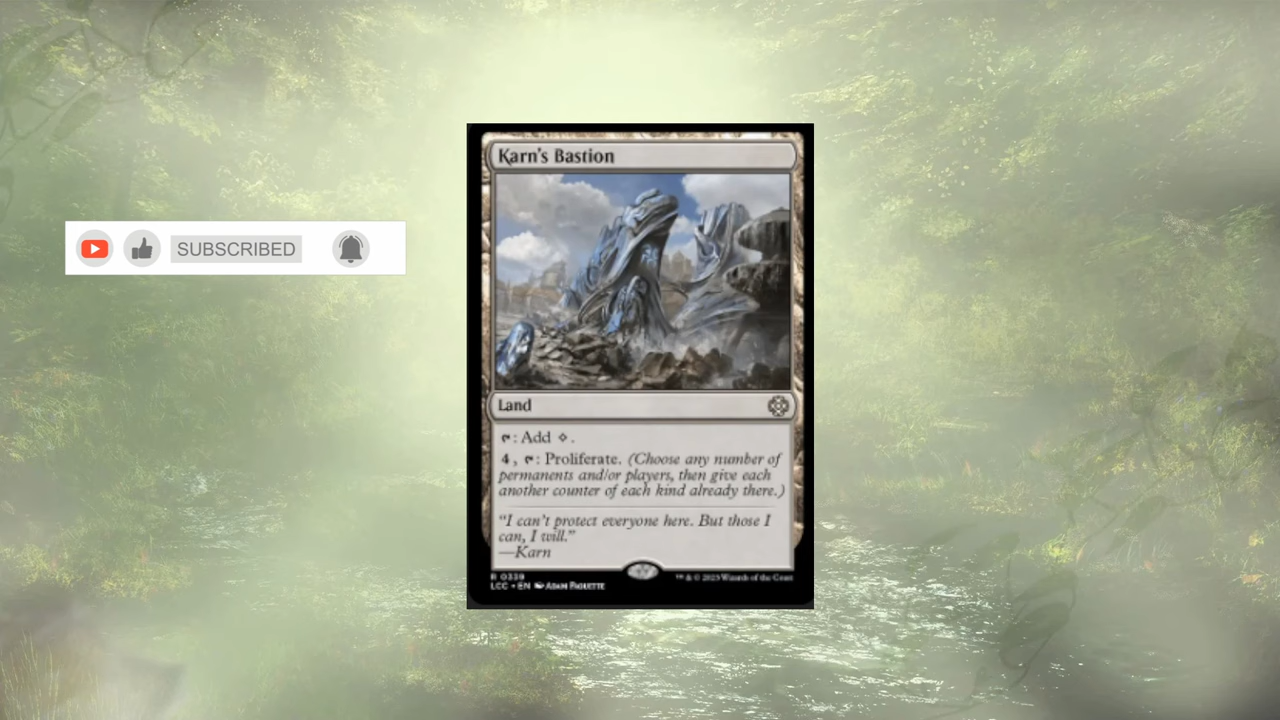 Karn's Bastion
SUBSCRIBED
Land
: Add .
4, : Proliferate. (Choose any number of
permanents and/or players, then give each
another counter of each kind already there.)
"I can't protect everyone here. But those I
can, I will."
—Karn
R 0339
LCC • EN ADAM PAQUETTE
™ & © 2023 Wizards of the Coast